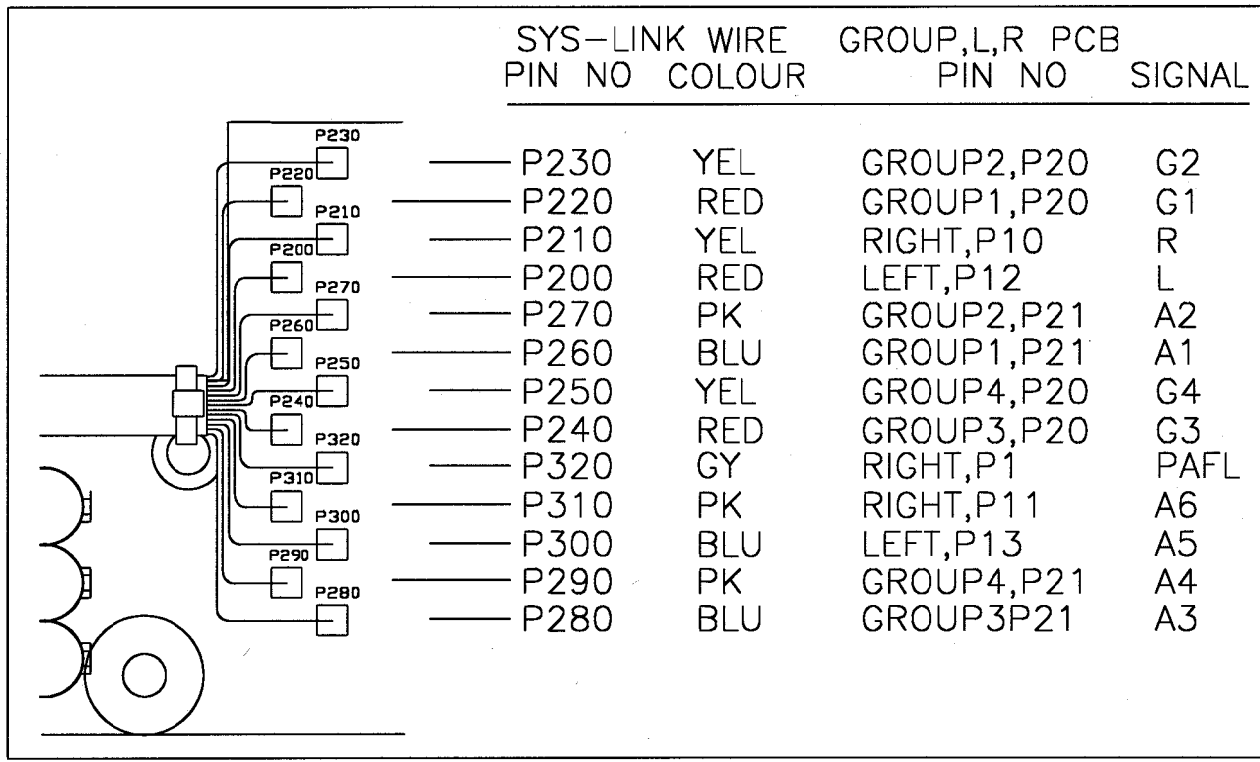 SYS-LINK WIRE GROUP,L,R PCB
PIN NO COLOUR PIN NO SIGNAL
P230
P220
P210
P200
P270
P260
P250
P240
P320
P310
P300
P290
P280
P230 YEL GROUP2,P20 G2
P220 RED GROUP1,P20 G1
P210 YEL RIGHT,P10 R
P200 RED LEFT,P12 L
P270 PK GROUP2,P21 A2
P260 BLU GROUP1,P21 A1
P250 YEL GROUP4,P20 G4
P240 RED GROUP3,P20 G3
P320 GY RIGHT,P1 PAFL
P310 PK RIGHT,P11 A6
P300 BLU LEFT,P13 A5
P290 PK GROUP4,P21 A4
P280 BLU GROUP3P21 A3